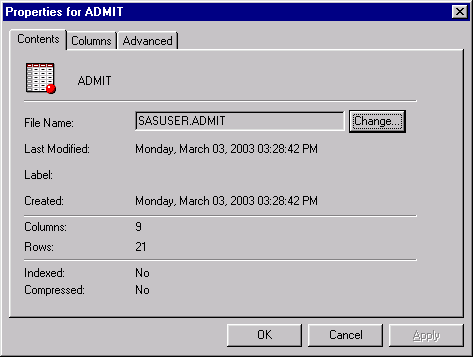 Properties for ADMIT
Contents Columns Advanced
ADMIT
File Name: SASUSER.ADMIT Change...
Last Modified: Monday, March 03, 2003 03:28:42 PM
Label:
Created: Monday, March 03, 2003 03:28:42 PM
Columns: 9
Rows: 21
Indexed: No
Compressed: No
OK Cancel Apply